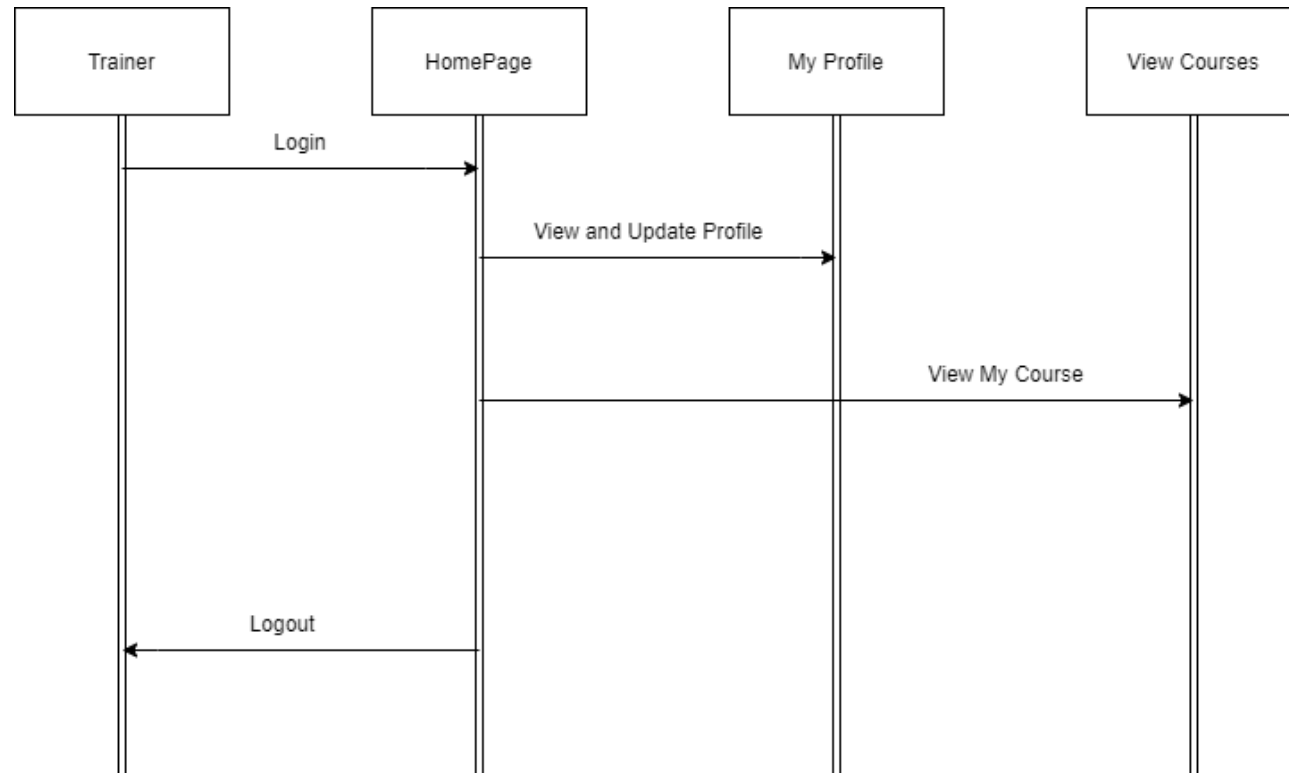 Trainer
HomePage
My Profile
View Courses
Login
View and Update Profile
View My Course
Logout